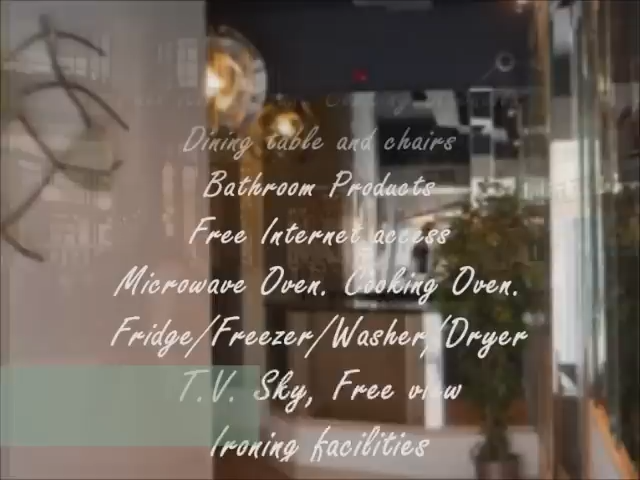 Dining table and chairs
Bathroom Products
Free Internet access
Microwave Oven. Cooking Oven.
Fridge/Freezer/Washer/Dryer
T.V. Sky, Free view
Ironing facilities